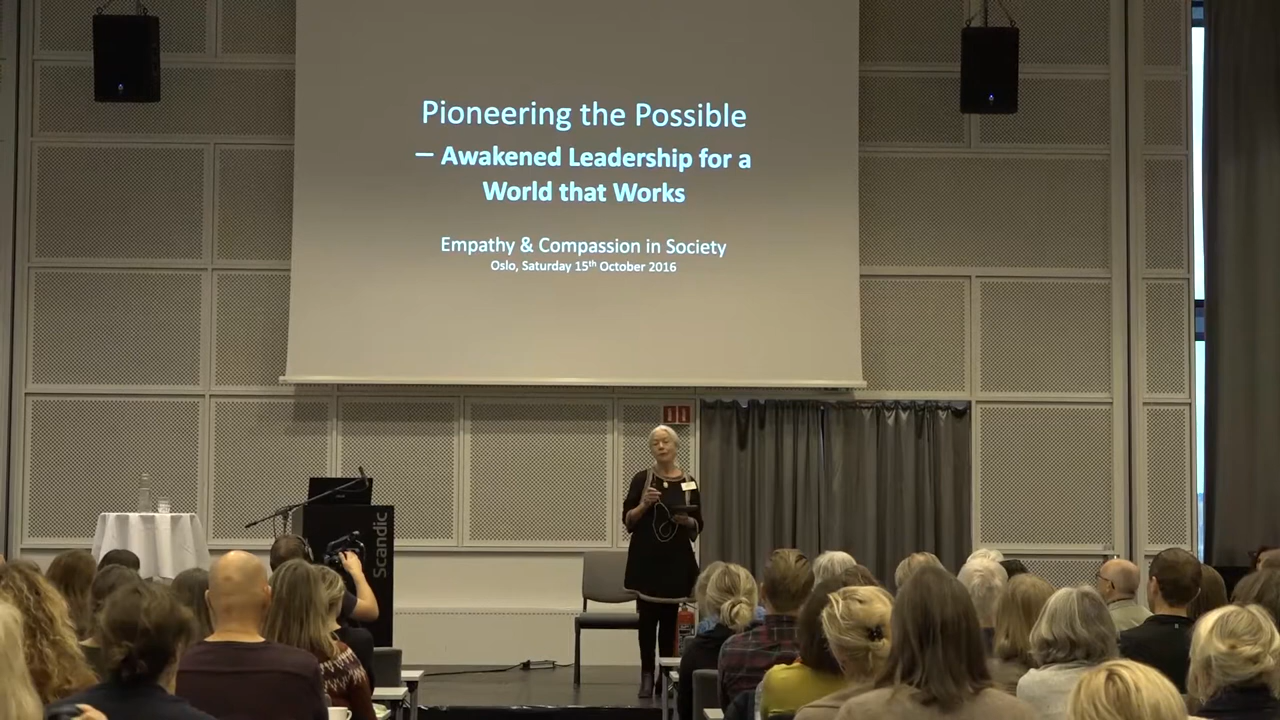 Pioneering the Possible
– Awakened Leadership for a
World that Works
Empathy & Compassion in Society
Oslo, Saturday 15th October 2016
Scandic